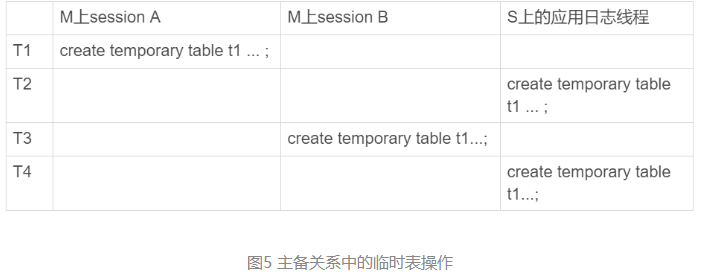 M上session A M上session B S上的应用日志线程
T1 create temporary table t1 ... ;
T2 create temporary table
t1 ... ;
T3 create temporary table t1...;
T4 create temporary table
t1...;
图5 主备关系中的临时表操作